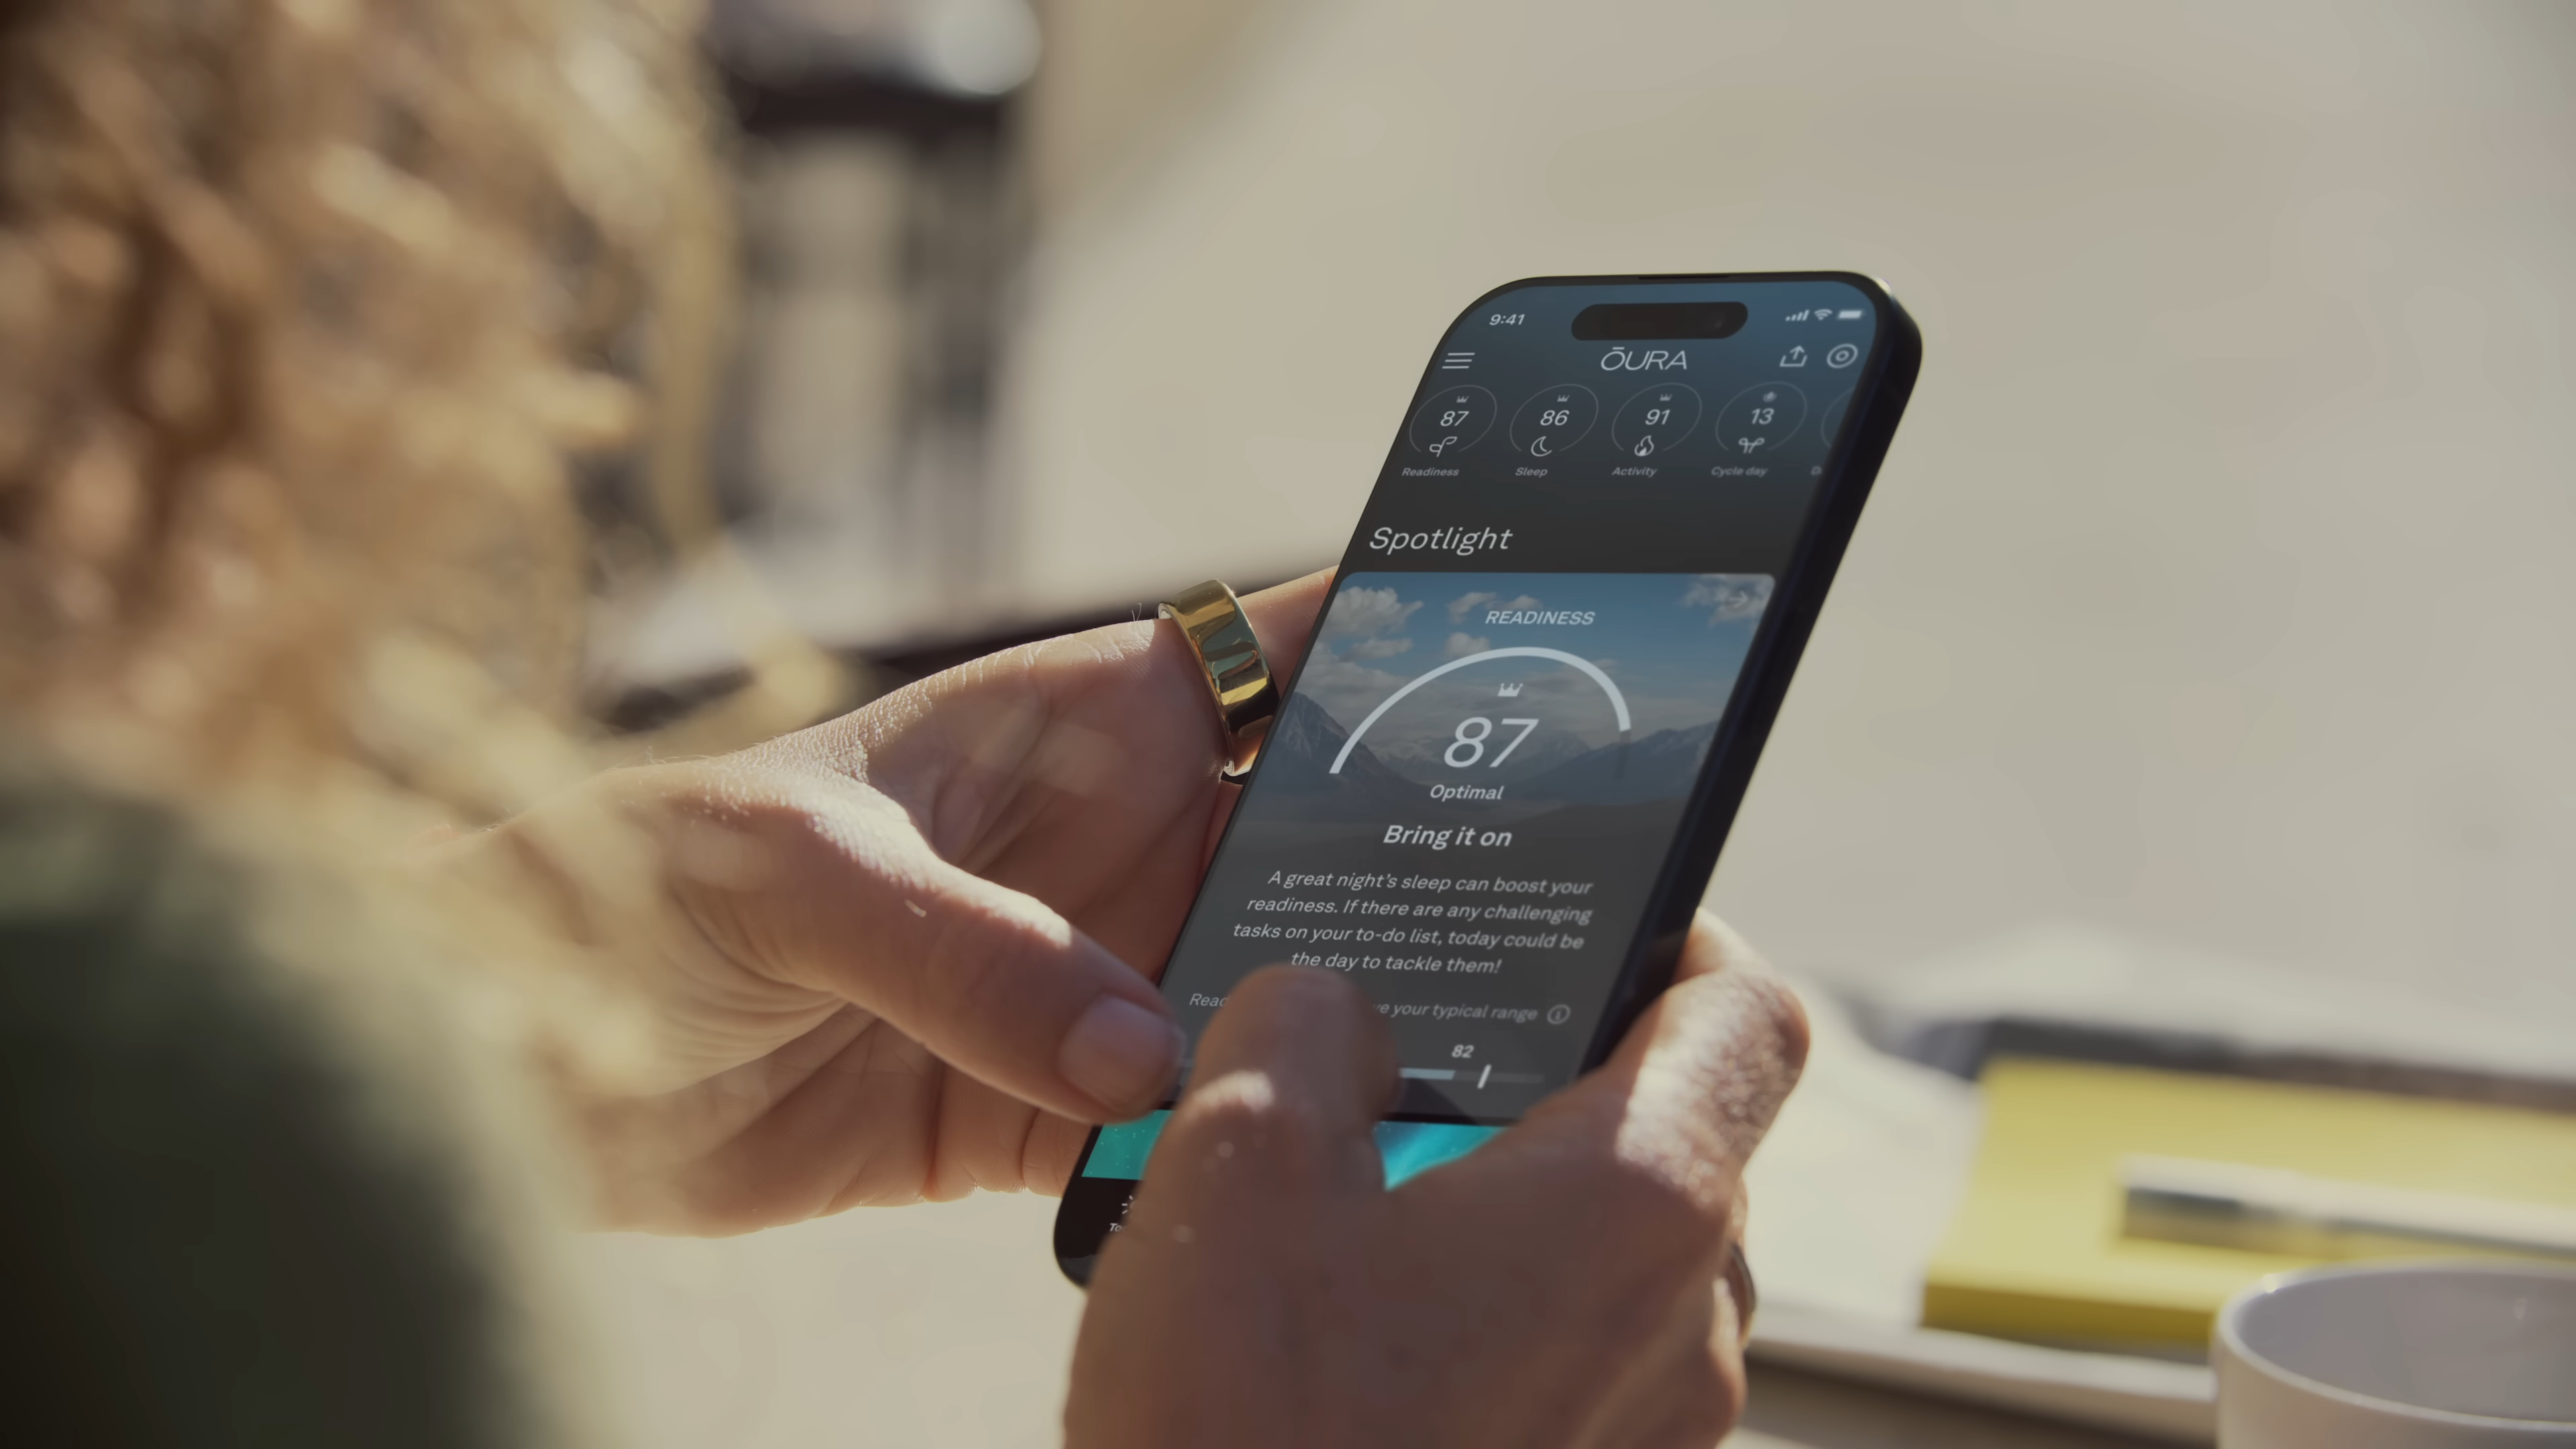 9:41
ŌURA
87 86 91 13
Readiness Sleep Activity Cycle day D
Spotlight
READINESS
87
Optimal
Bring it on
A great night's sleep can boost your
readiness. If there are any challenging
tasks on your to-do list, today could be
the day to tackle them!
your typical range
82